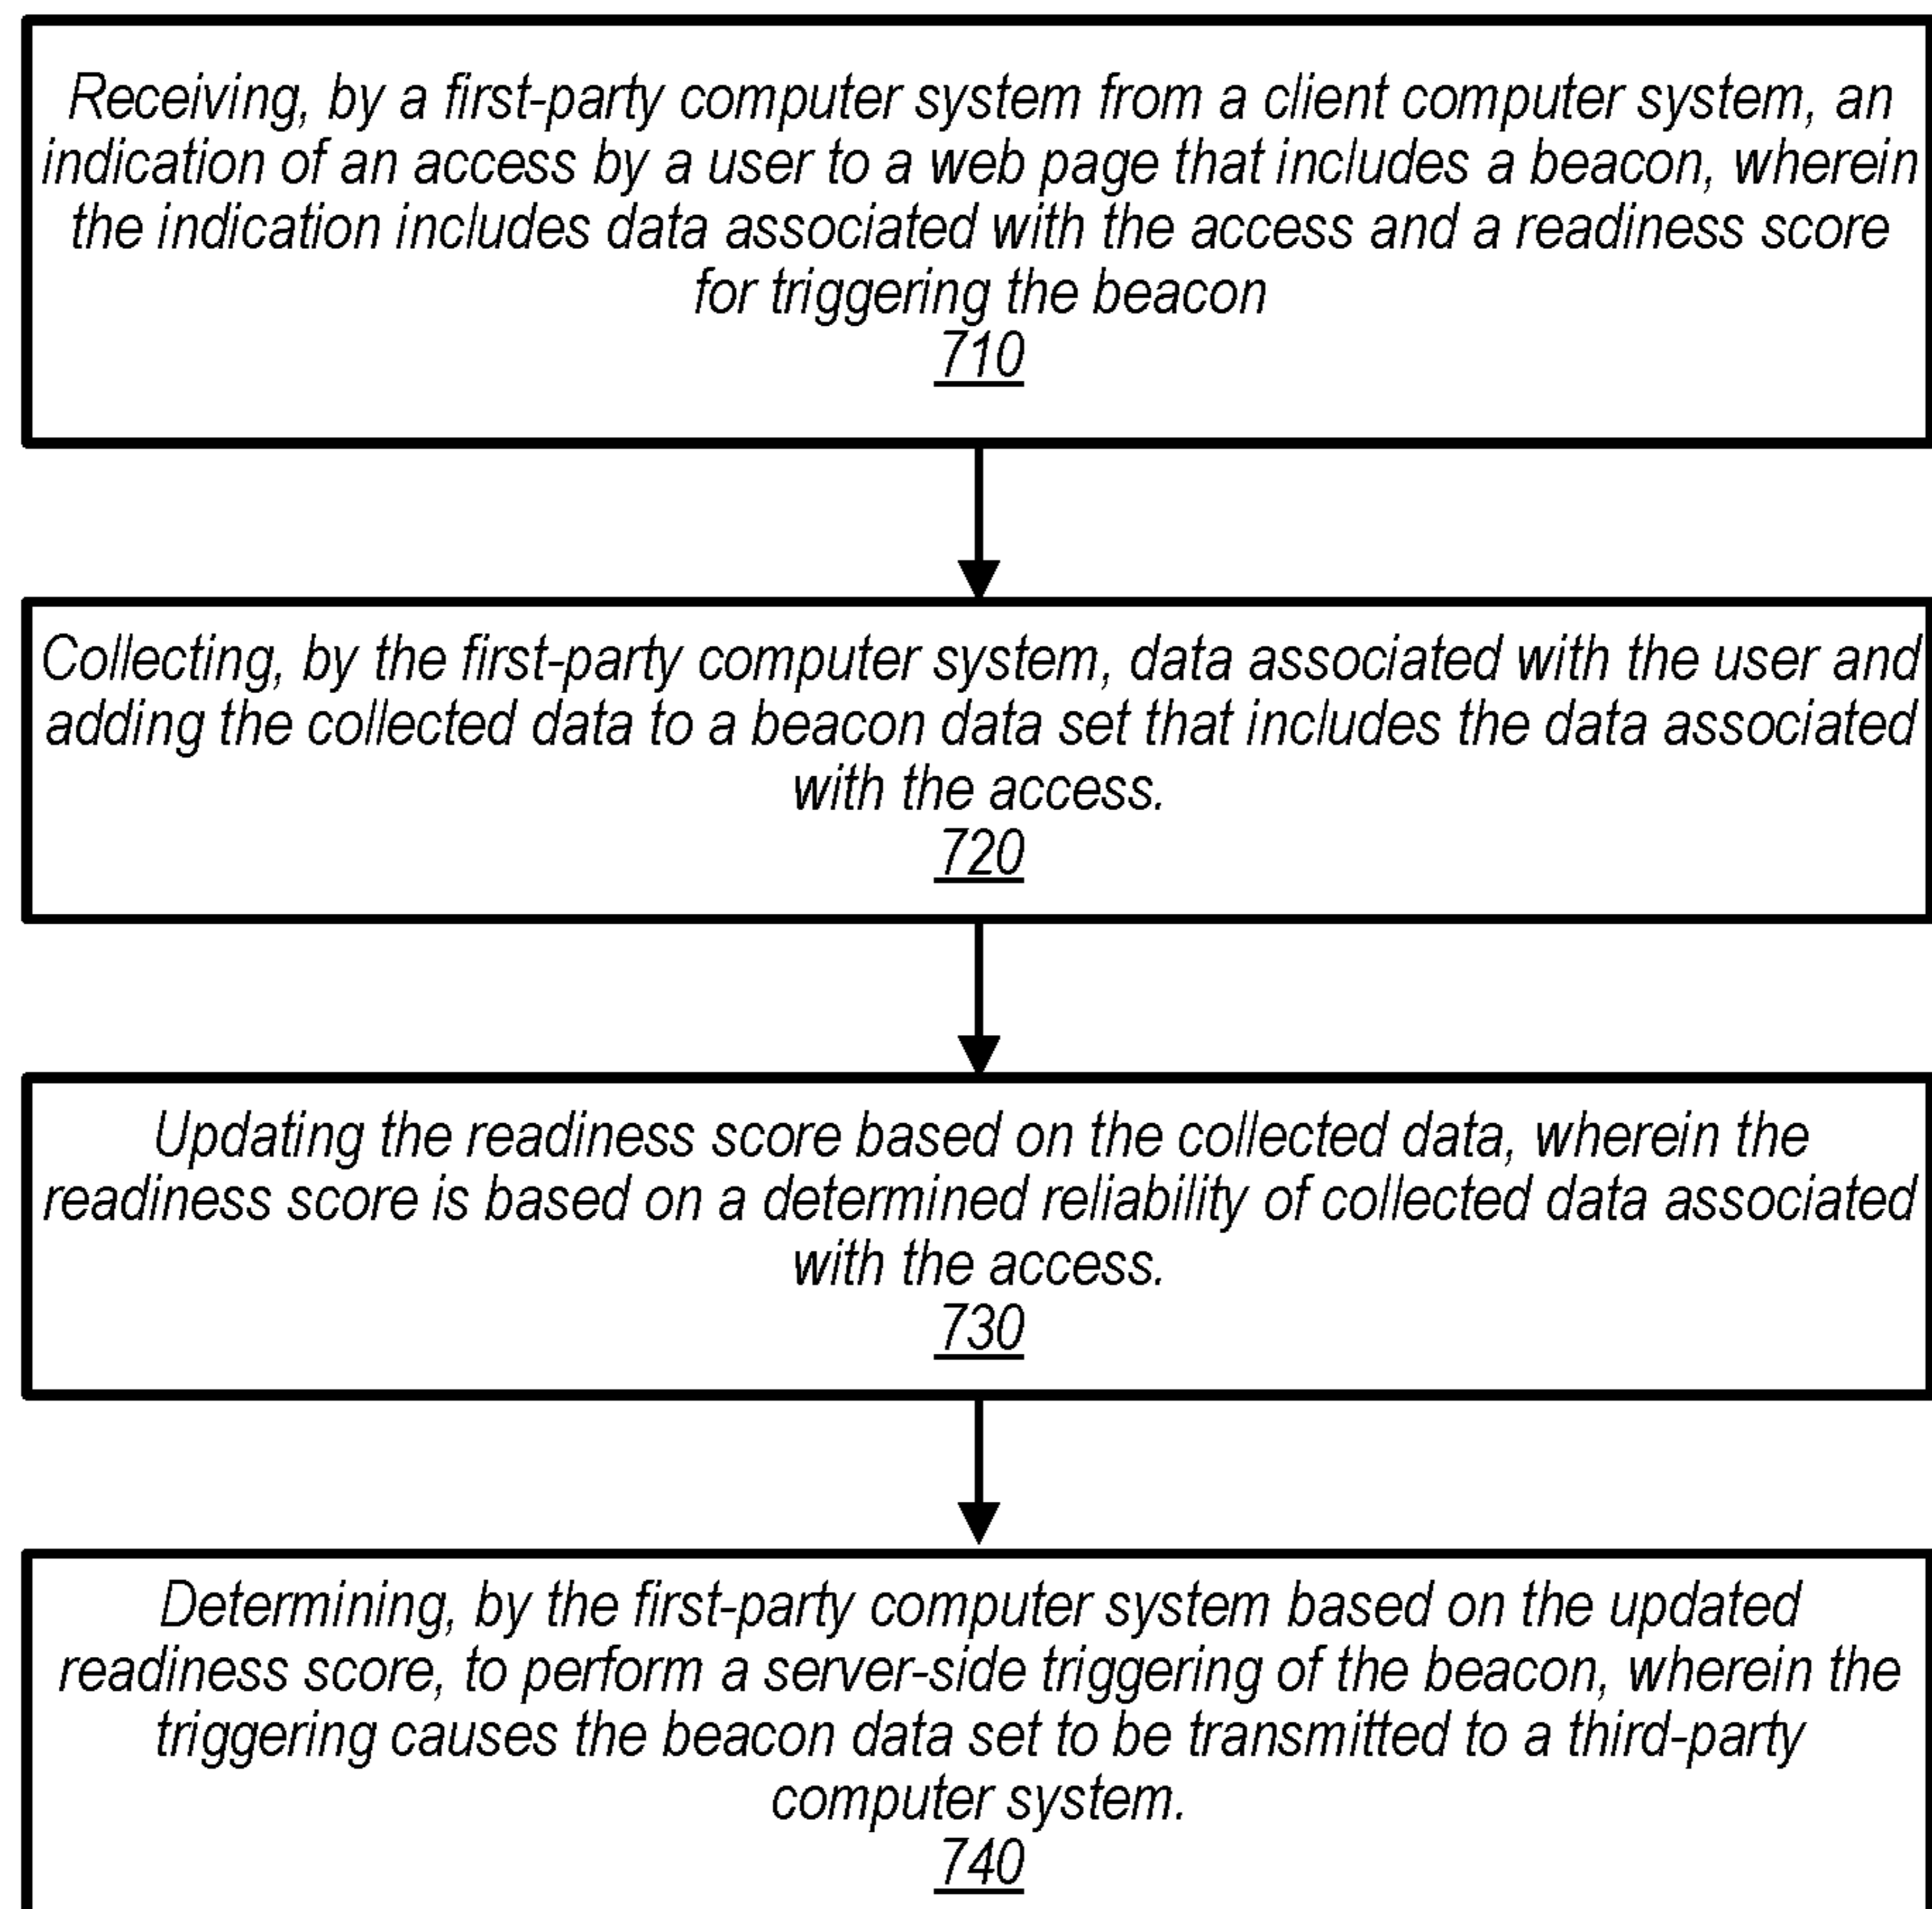 Receiving, by a first-party computer system from a client computer system, an
indication of an access by a user to a web page that includes a beacon, wherein
the indication includes data associated with the access and a readiness score
for triggering the beacon
710
Collecting, by the first-party computer system, data associated with the user and
adding the collected data to a beacon data set that includes the data associated
with the access.
720
Updating the readiness score based on the collected data, wherein the
readiness score is based on a determined reliability of collected data associated
with the access.
730
Determining, by the first-party computer system based on the updated
readiness score, to perform a server-side triggering of the beacon, wherein the
triggering causes the beacon data set to be transmitted to a third-party
computer system.
740